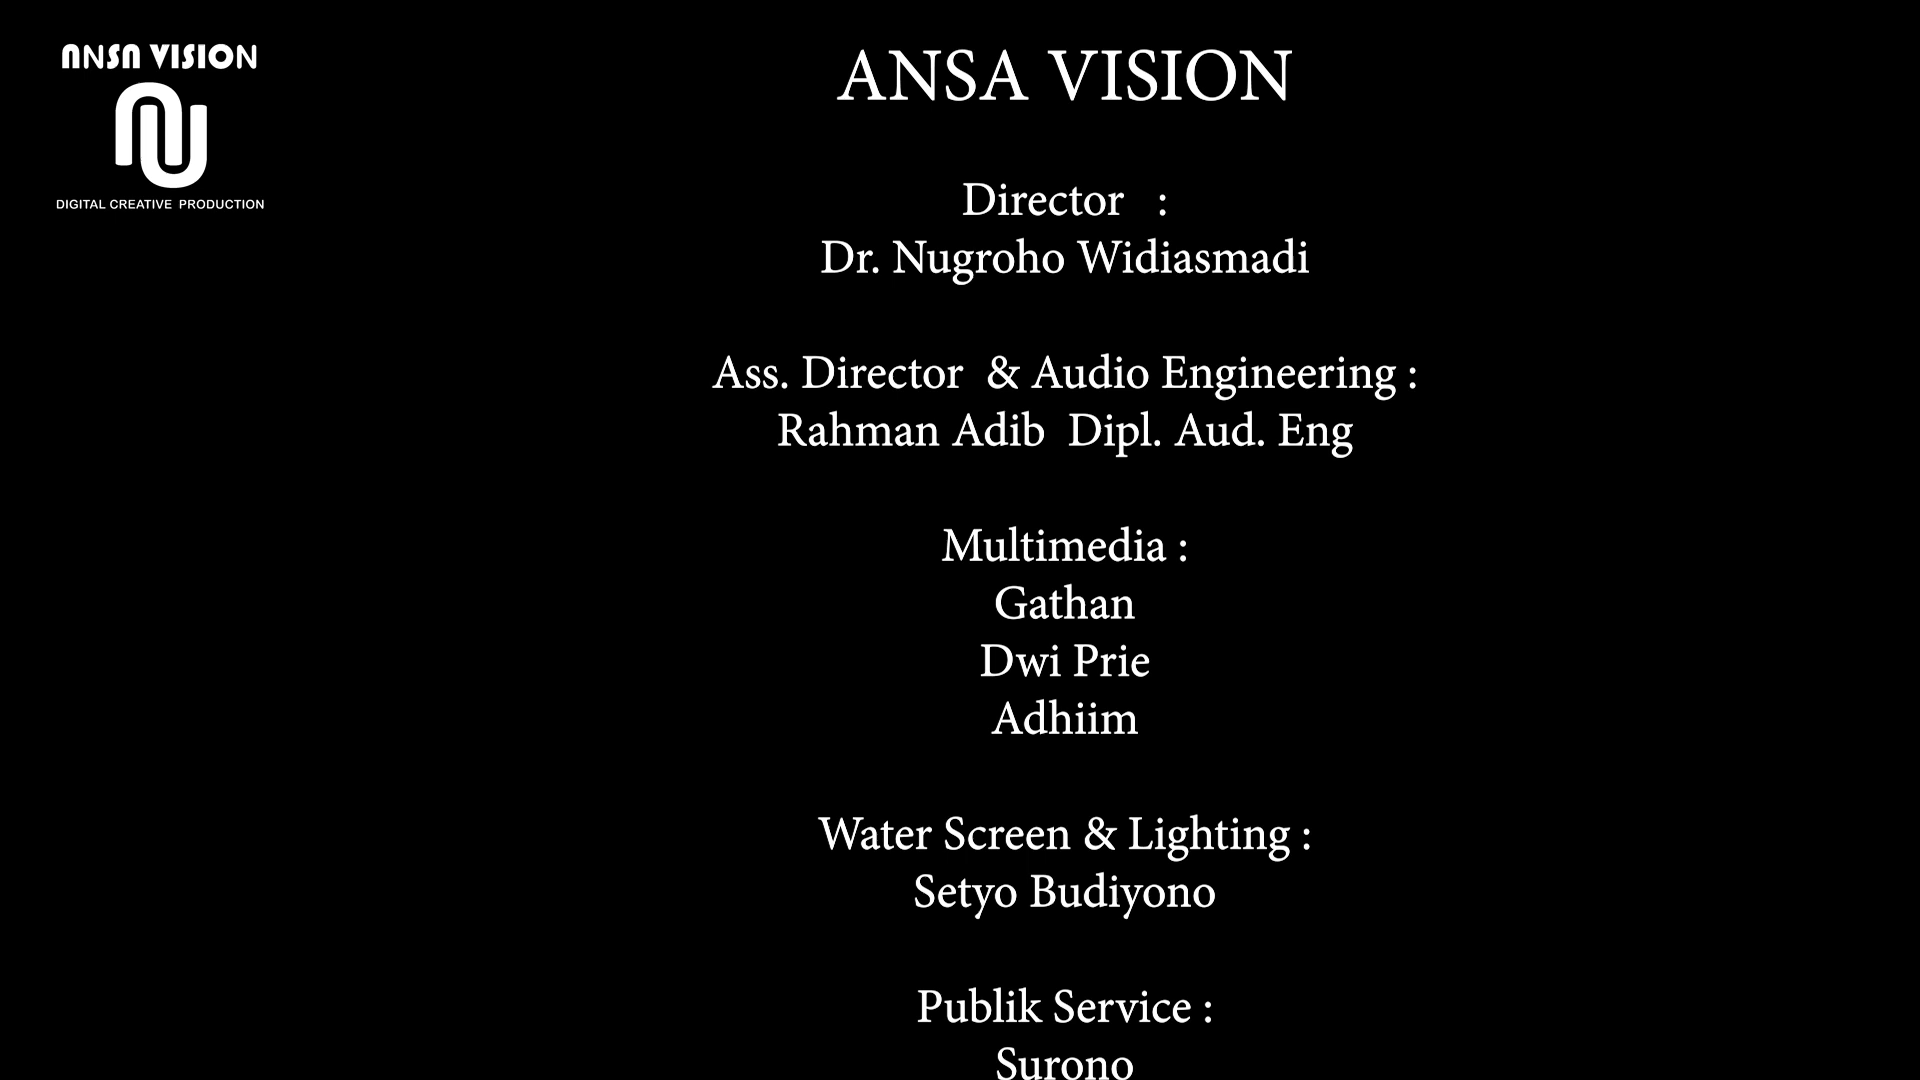 ANSA VISION
DIGITAL CREATIVE PRODUCTION
ANSA VISION
Director :
Dr. Nugroho Widiasmadi
Ass. Director & Audio Engineering :
Rahman Adib Dipl. Aud. Eng
Multimedia :
Gathan
Dwi Prie
Adhiim
Water Screen & Lighting :
Setyo Budiyono
Publik Service :
Surono